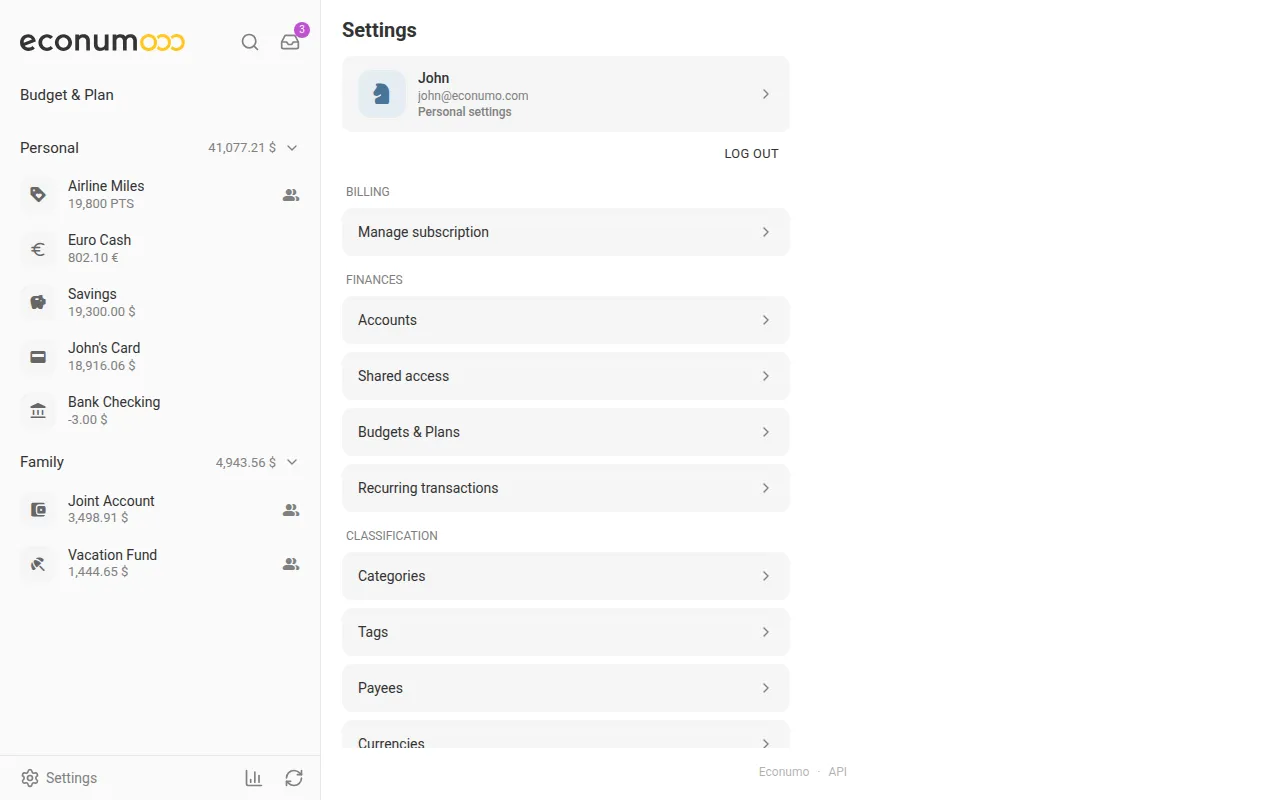 econumo
3
Budget & Plan
Personal 41,077.21 $
Airline Miles
19,800 PTS
Euro Cash
802.10 €
Savings
19,300.00 $
John's Card
18,916.06 $
Bank Checking
-3.00 $
Family 4,943.56 $
Joint Account
3,498.91 $
Vacation Fund
1,444.65 $
Settings
Settings
John
john@econumo.com
Personal settings
LOG OUT
BILLING
Manage subscription
FINANCES
Accounts
Shared access
Budgets & Plans
Recurring transactions
CLASSIFICATION
Categories
Tags
Payees
Currencies
Econumo · API